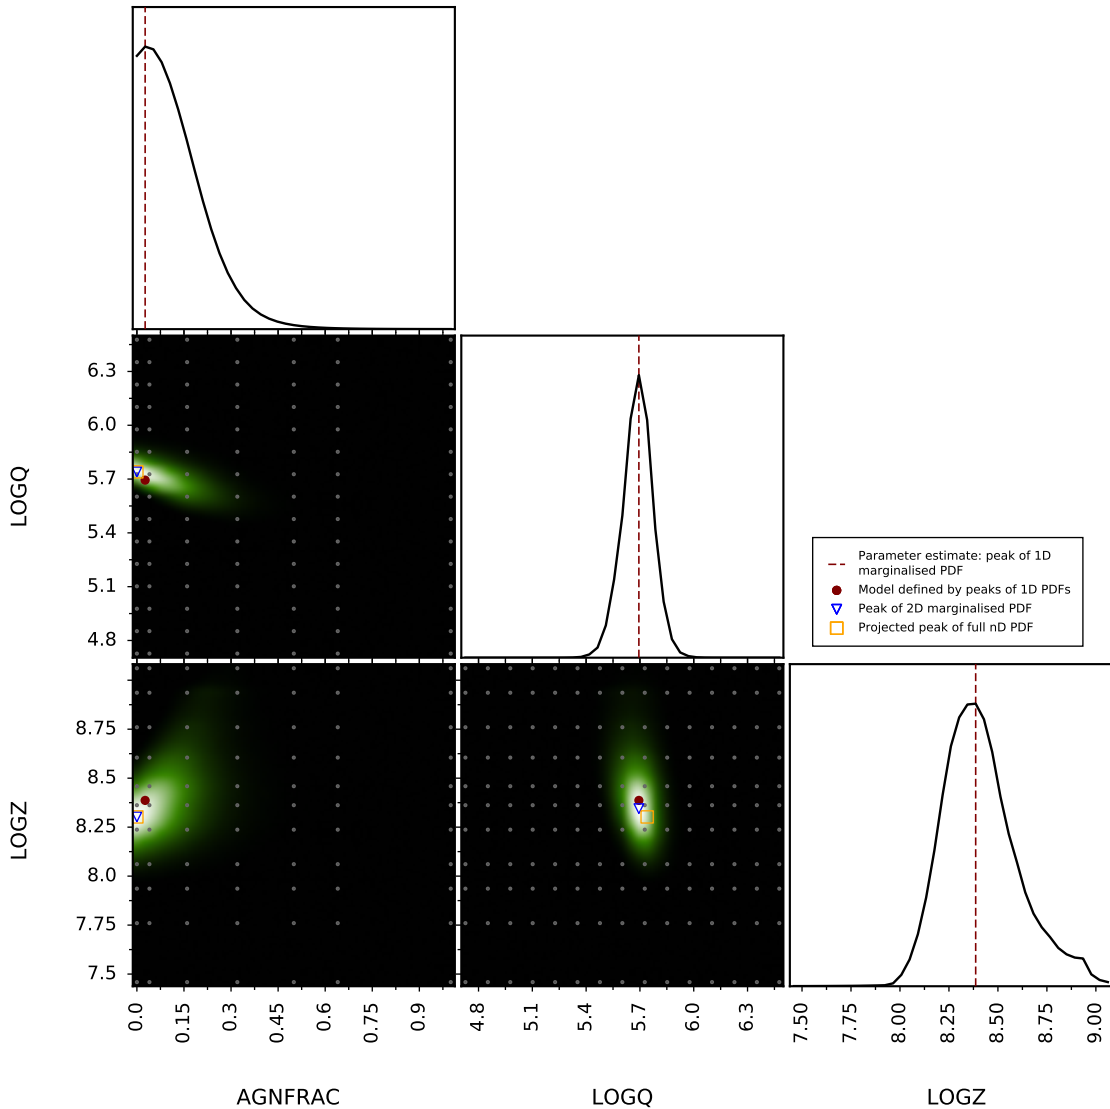 6.3
6.0
5.7
5.4
5.1
4.8
LOGQ
Parameter estimate: peak of 1D
marginalised PDF
Model defined by peaks of 1D PDFs
Peak of 2D marginalised PDF
Projected peak of full nD PDF
8.75
8.5
8.25
8.0
7.75
7.5
LOGZ
0.0 0.15 0.3 0.45 0.6 0.75 0.9
4.8 5.1 5.4 5.7 6.0 6.3
7.50 7.75 8.00 8.25 8.50 8.75 9.00
AGNFRAC
LOGQ
LOGZ